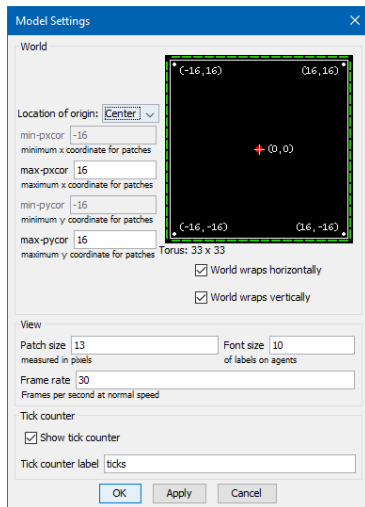 Model Settings
World
(-16,16) (16,16)
Location of origin: Center
min-pxcor -16
minimum x coordinate for patches
(0,0)
max-pxcor 16
maximum x coordinate for patches
min-pycor -16
minimum y coordinate for patches
(-16,-16) (16,-16)
max-pycor 16
maximum y coordinate for patches
Torus: 33 x 33
World wraps horizontally
World wraps vertically
View
Patch size 13 Font size 10
measured in pixels of labels on agents
Frame rate 30
Frames per second at normal speed
Tick counter
Show tick counter
Tick counter label ticks
OK Apply Cancel